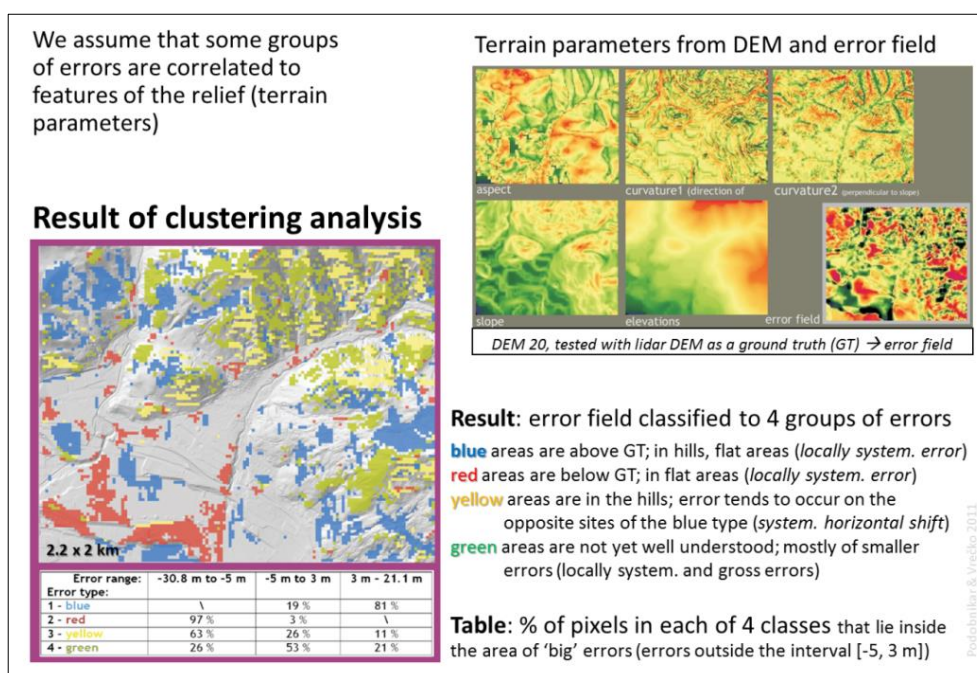 We assume that some groups
of errors are correlated to
features of the relief (terrain
parameters)
Terrain parameters from DEM and error field
aspect
curvature1 (direction of
curvature2 (perpendicular to slope)
slope
elevations
error field
DEM 20, tested with lidar DEM as a ground truth (GT) → error field
Result of clustering analysis
2.2 x 2 km
Error range: -30.8 m to -5 m -5 m to 3 m 3 m - 21.1 m
Error type:
1 - blue \ 19 % 81 %
2 - red 97 % 3 % \
3 - yellow 63 % 26 % 11 %
4 - green 26 % 53 % 21 %
Result: error field classified to 4 groups of errors
blue areas are above GT; in hills, flat areas (locally system. error)
red areas are below GT; in flat areas (locally system. error)
yellow areas are in the hills; error tends to occur on the
opposite sites of the blue type (system. horizontal shift)
green areas are not yet well understood; mostly of smaller
errors (locally system. and gross errors)
Table: % of pixels in each of 4 classes that lie inside
the area of 'big' errors (errors outside the interval [-5, 3 m])
Podobnikar & Vrečko 2011